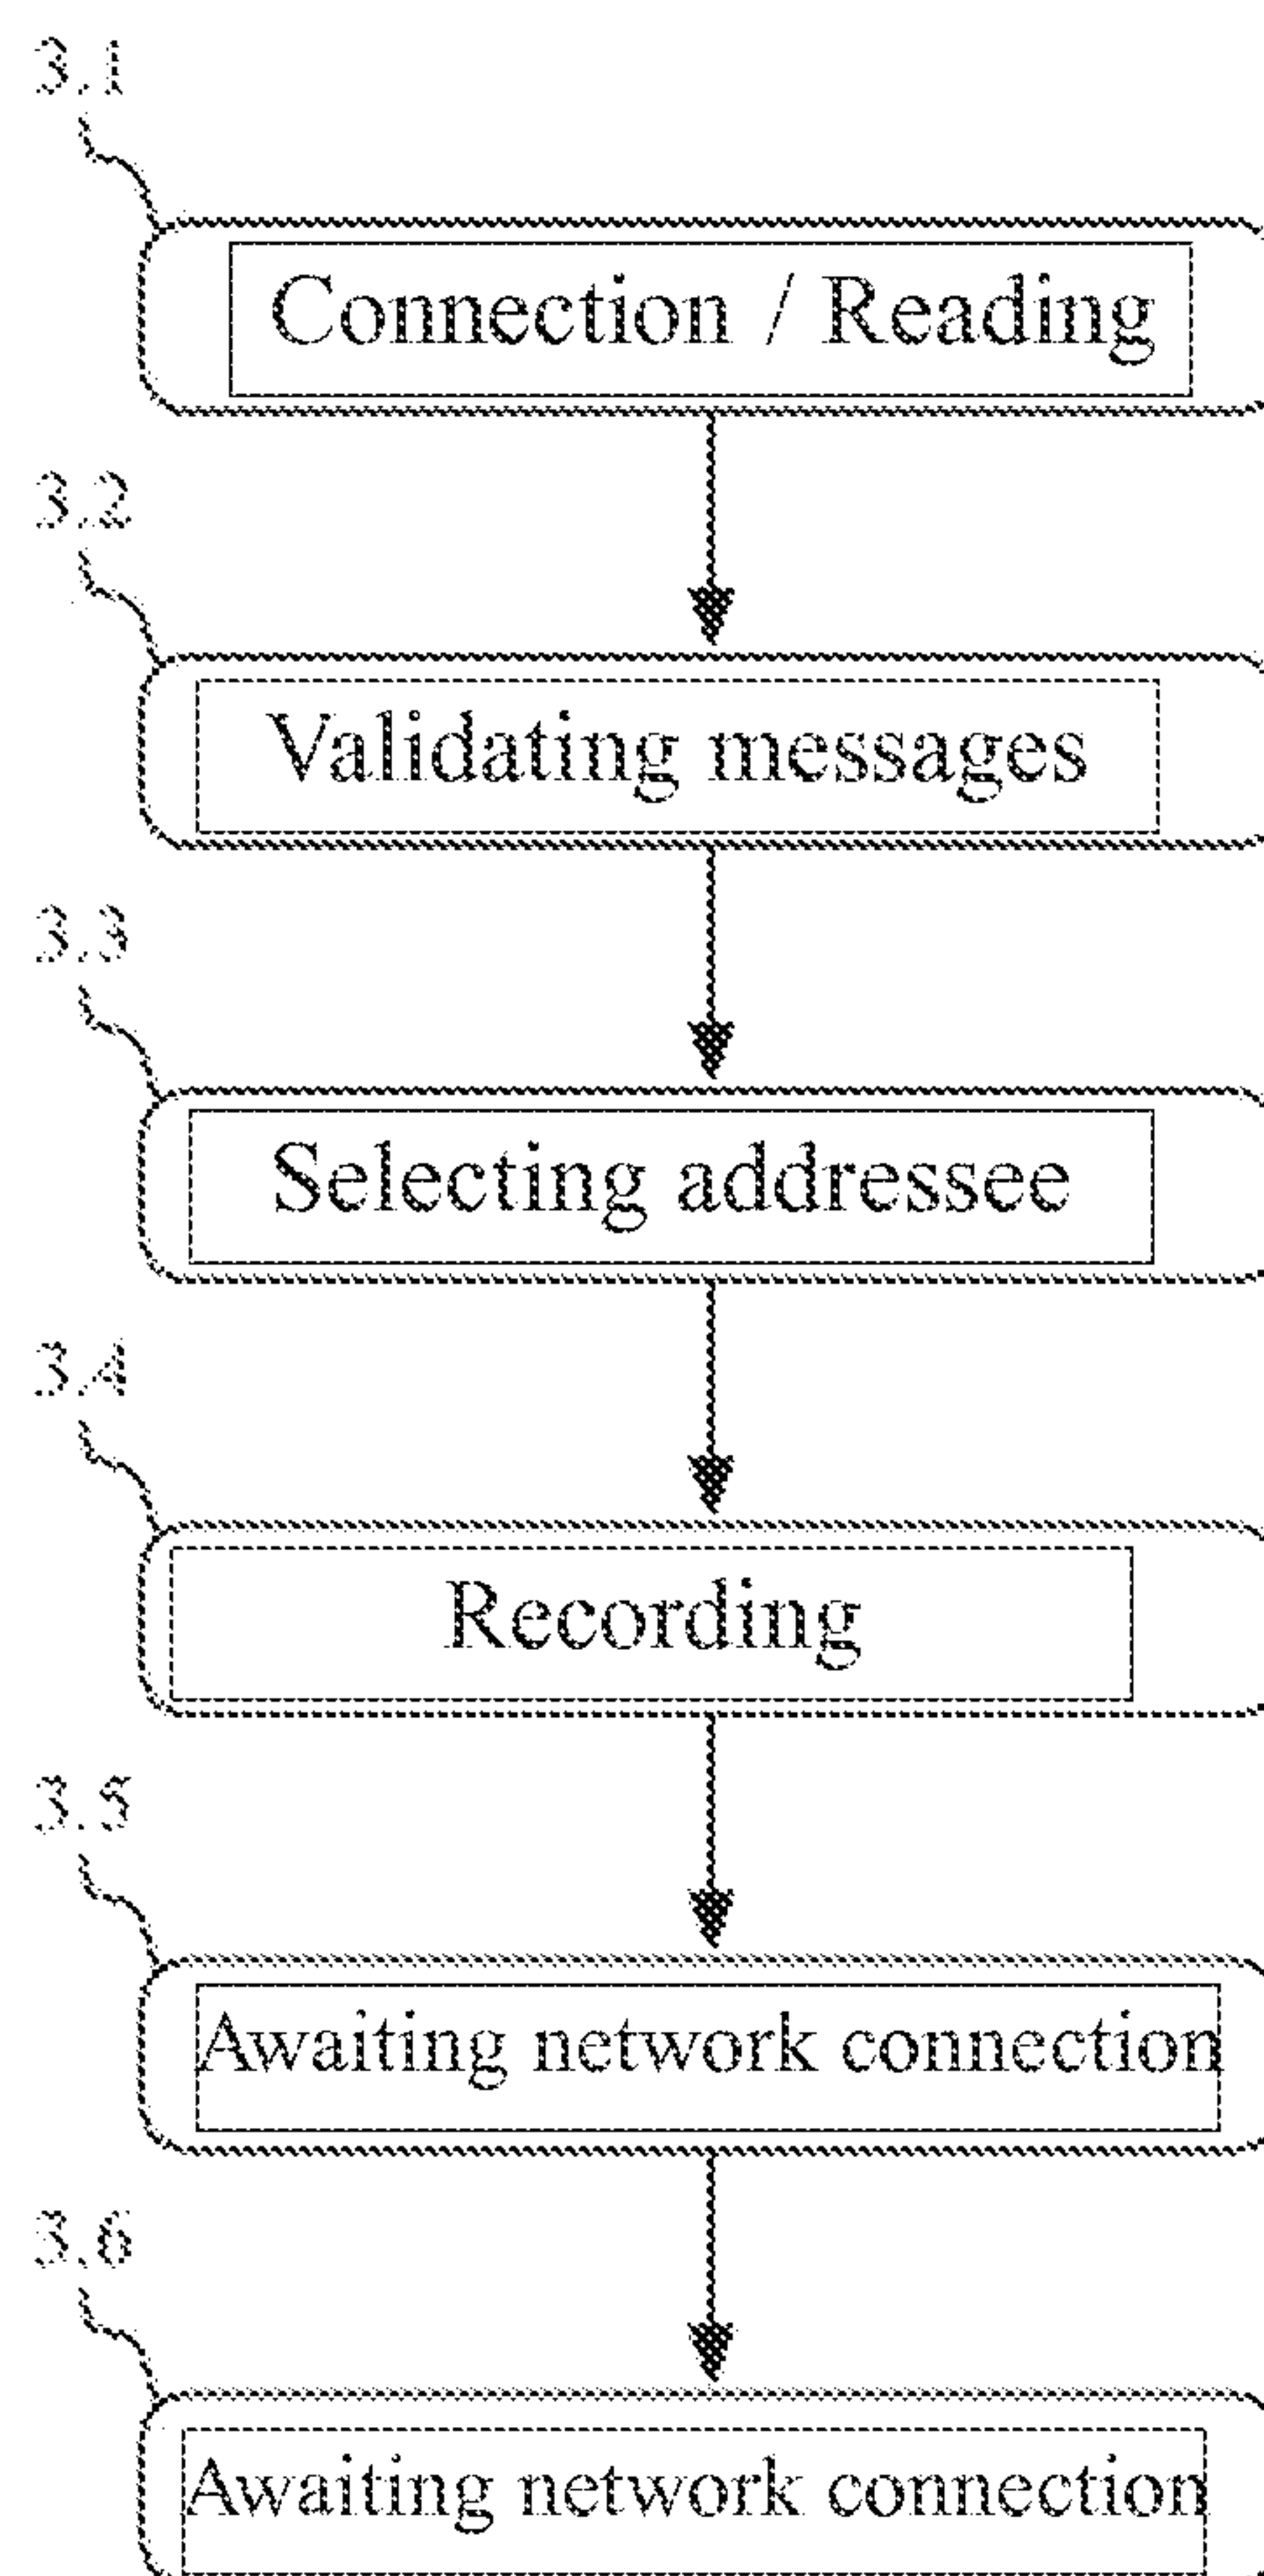 3.1
Connection / Reading
3.2
Validating messages
3.3
Selecting addressee
3.4
Recording
3.5
Awaiting network connection
3.6
Awaiting network connection